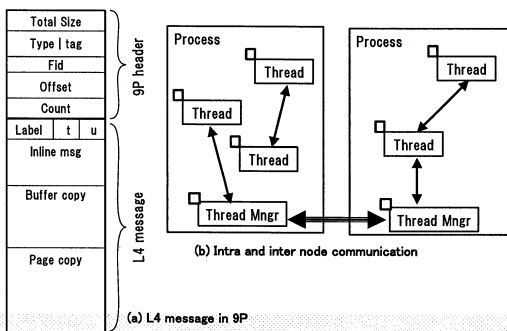 Total Size
Type | tag
Fid
Offset
Count
9P header
Label t u
Inline msg
Buffer copy
Page copy
L4 message
(a) L4 message in 9P
Process
Thread
Thread
Thread
Thread Mngr
Process
Thread
Thread
Thread Mngr
(b) Intra and inter node communication